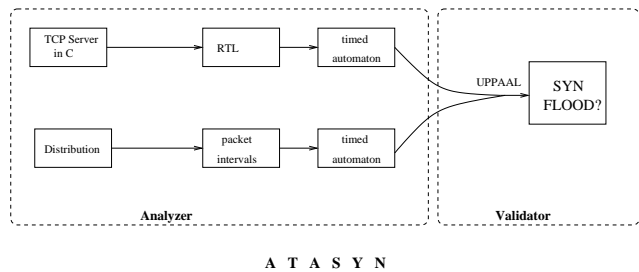 TCP Server
in C
RTL
timed
automaton
UPPAAL
SYN
FLOOD?
Distribution
packet
intervals
timed
automaton
Analyzer
Validator
A T A S Y N